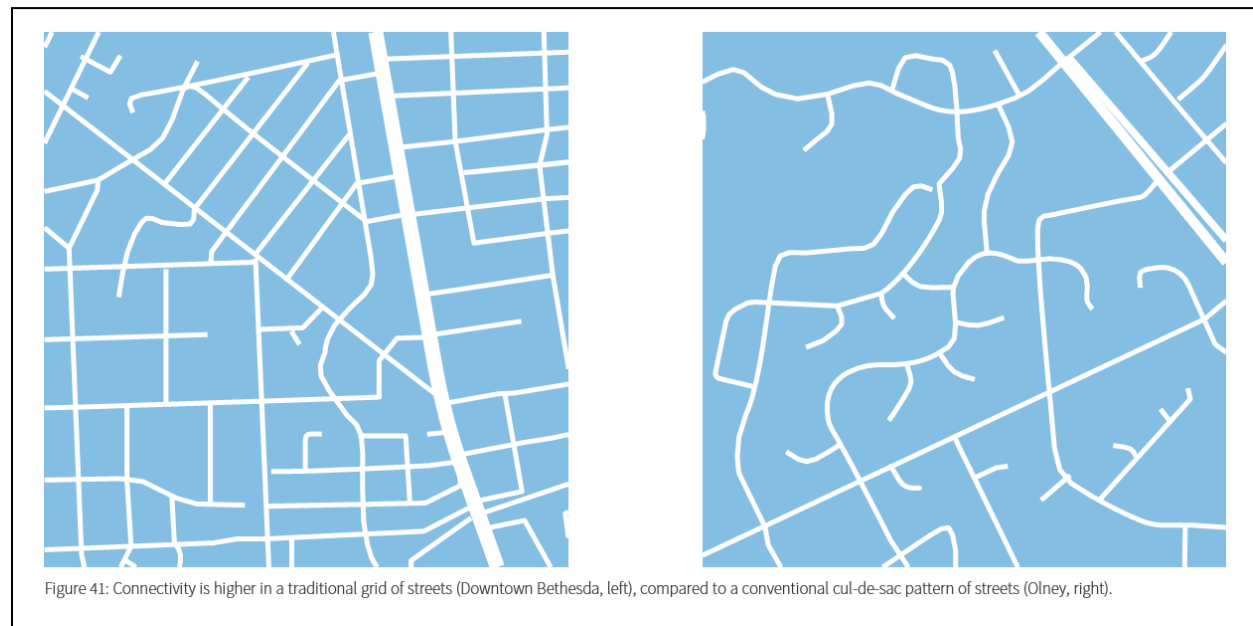 Figure 41: Connectivity is higher in a traditional grid of streets (Downtown Bethesda, left), compared to a conventional cul-de-sac pattern of streets (Olney, right).